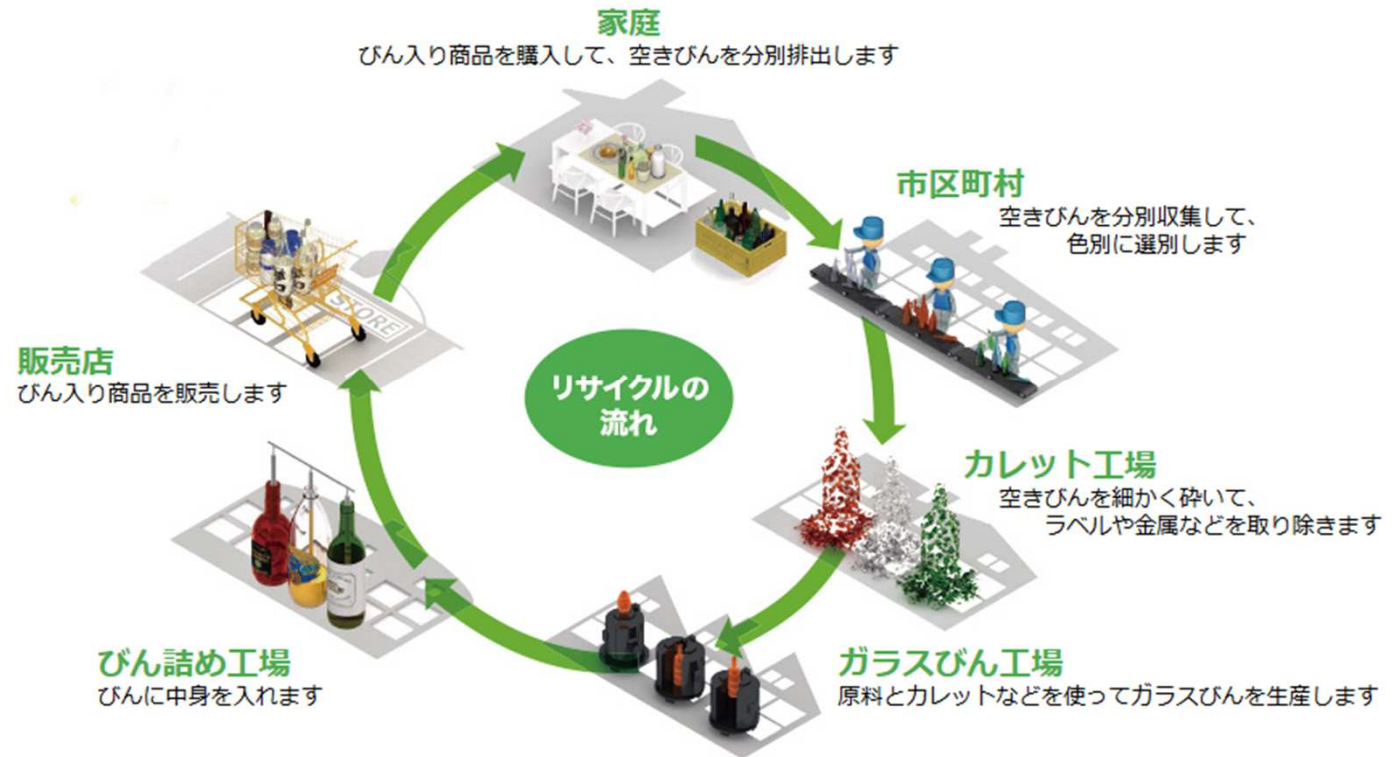 家庭
びん入り商品を購入して、空きびんを分別排出します
市区町村
空きびんを分別収集して、
色別に選別します
カレット工場
空きびんを細かく砕いて、
ラベルや金属などを取り除きます
ガラスびん工場
原料とカレットなどを使ってガラスびんを生産します
びん詰め工場
びんに中身を入れます
販売店
びん入り商品を販売します
STORE
リサイクルの
流れ